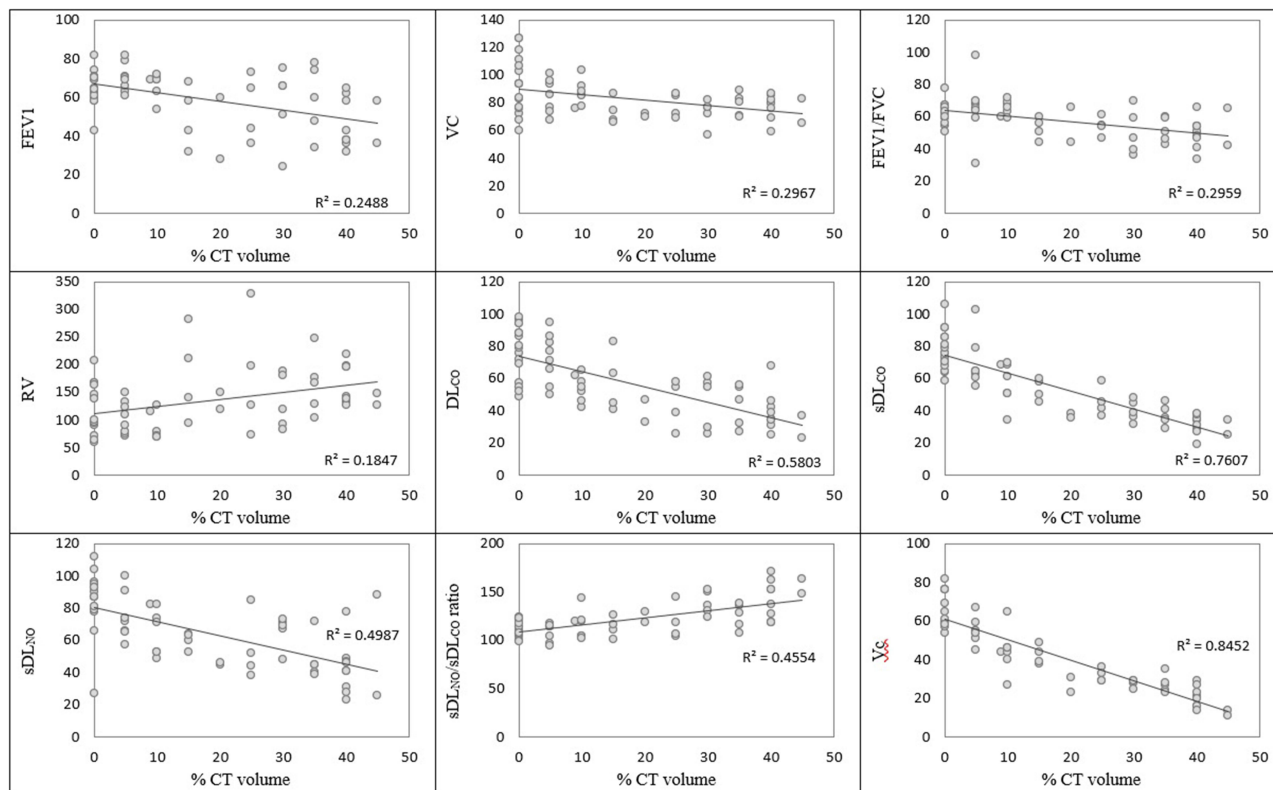 FEV1
100
80
60
40
20
0
R² = 0.2488
0 10 20 30 40 50
% CT volume
VC
140
120
100
80
60
40
20
0
R² = 0.2967
0 10 20 30 40 50
% CT volume
FEV1/FVC
120
100
80
60
40
20
0
R² = 0.2959
0 10 20 30 40 50
% CT volume
RV
350
300
250
200
150
100
50
0
R² = 0.1847
0 10 20 30 40 50
% CT volume
DLCO
120
100
80
60
40
20
0
R² = 0.5803
0 10 20 30 40 50
% CT volume
sDLCO
120
100
80
60
40
20
0
R² = 0.7607
0 10 20 30 40 50
% CT volume
sDLNO
120
100
80
60
40
20
0
R² = 0.4987
0 10 20 30 40 50
% CT volume
sDLNO/sDLCO ratio
200
150
100
50
0
R² = 0.4554
0 10 20 30 40 50
% CT volume
Vc
100
80
60
40
20
0
R² = 0.8452
0 10 20 30 40 50
% CT volume